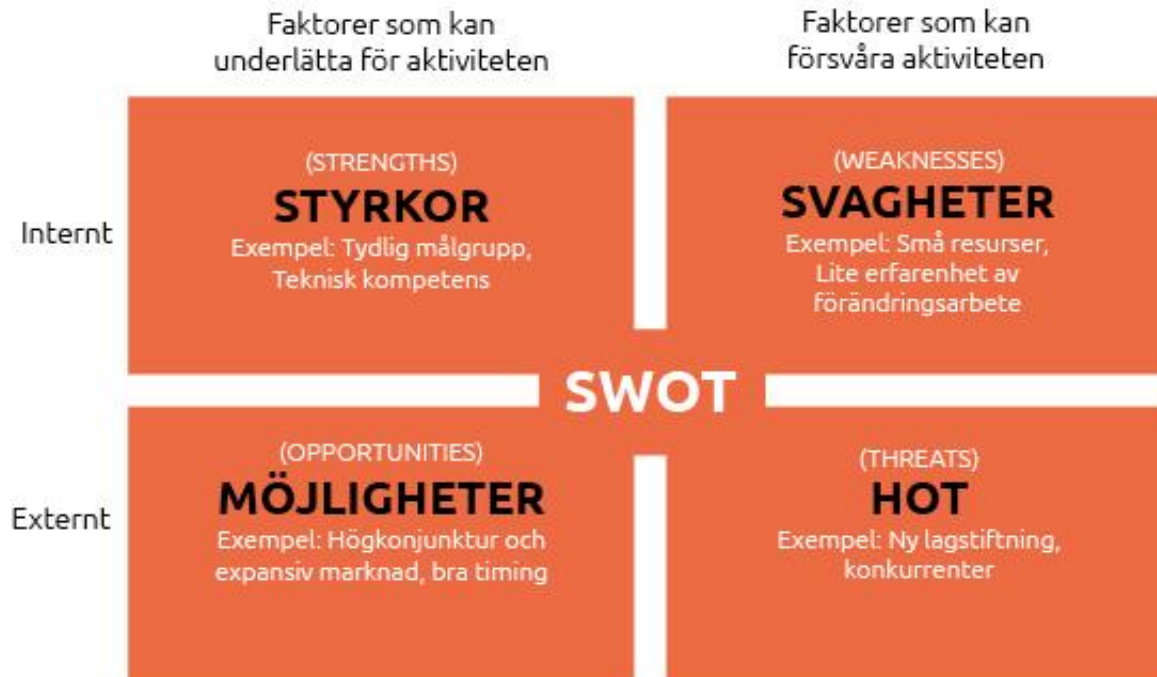 Faktorer som kan
underlätta för aktiviteten
Faktorer som kan
försvåra aktiviteten
Internt
(STRENGTHS)
STYRKOR
Exempel: Tydlig målgrupp,
Teknisk kompetens
(WEAKNESSES)
SVAGHETER
Exempel: Små resurser,
Lite erfarenhet av
förändringsarbete
SWOT
Externt
(OPPORTUNITIES)
MÖJLIGHETER
Exempel: Högkonjunktur och
expansiv marknad, bra timing
(THREATS)
HOT
Exempel: Ny lagstiftning,
konkurrenter